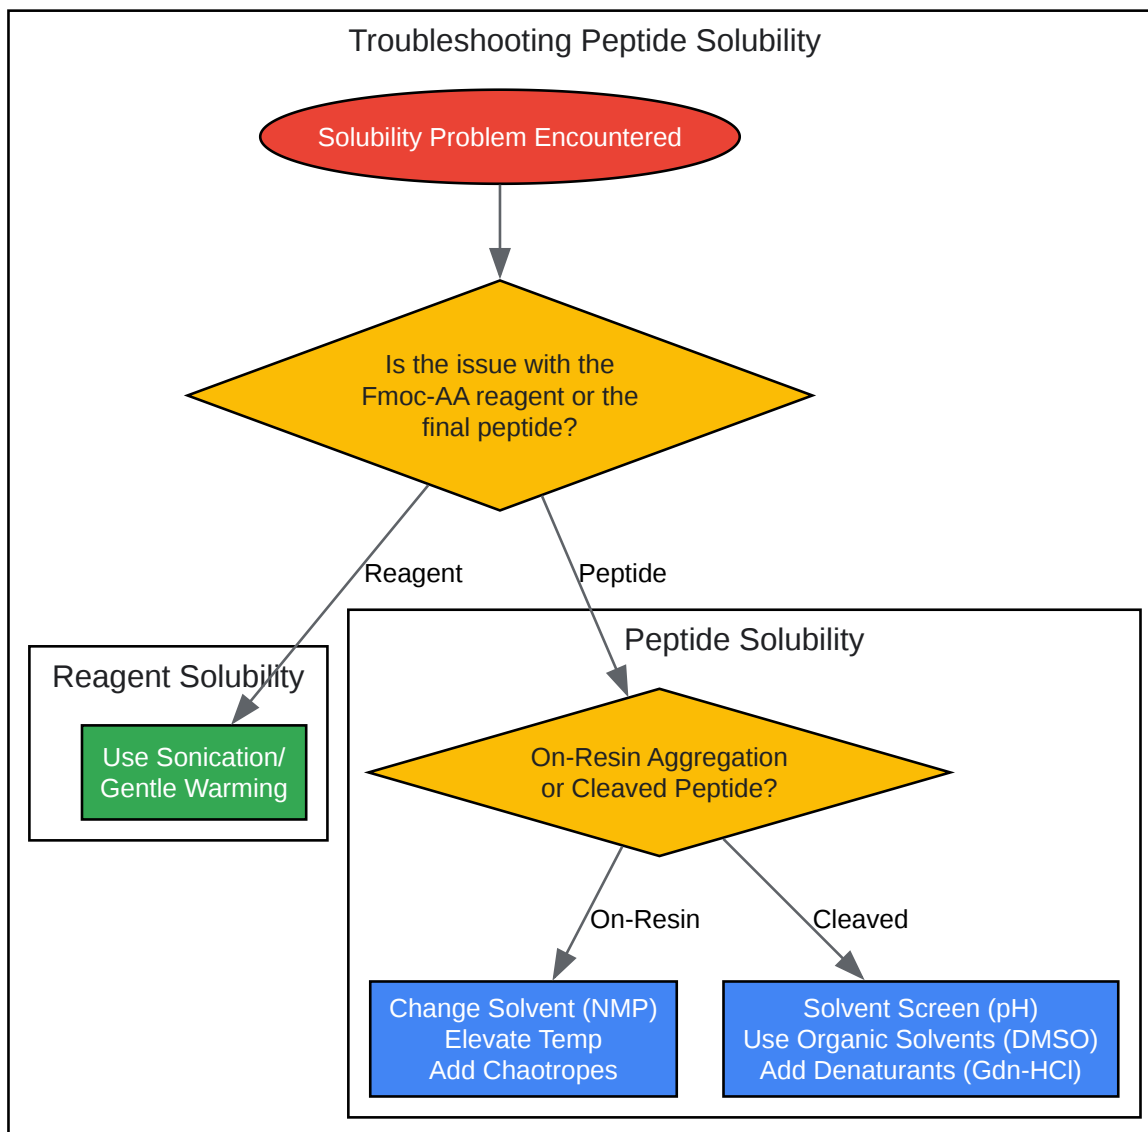 Troubleshooting Peptide Solubility
Solubility Problem Encountered
Is the issue with the
Fmoc-AA reagent or the
final peptide?
Reagent
Peptide
Reagent Solubility
Use Sonication/
Gentle Warming
Peptide Solubility
On-Resin Aggregation
or Cleaved Peptide?
On-Resin
Cleaved
Change Solvent (NMP)
Elevate Temp
Add Chaotropes
Solvent Screen (pH)
Use Organic Solvents (DMSO)
Add Denaturants (Gdn-HCl)